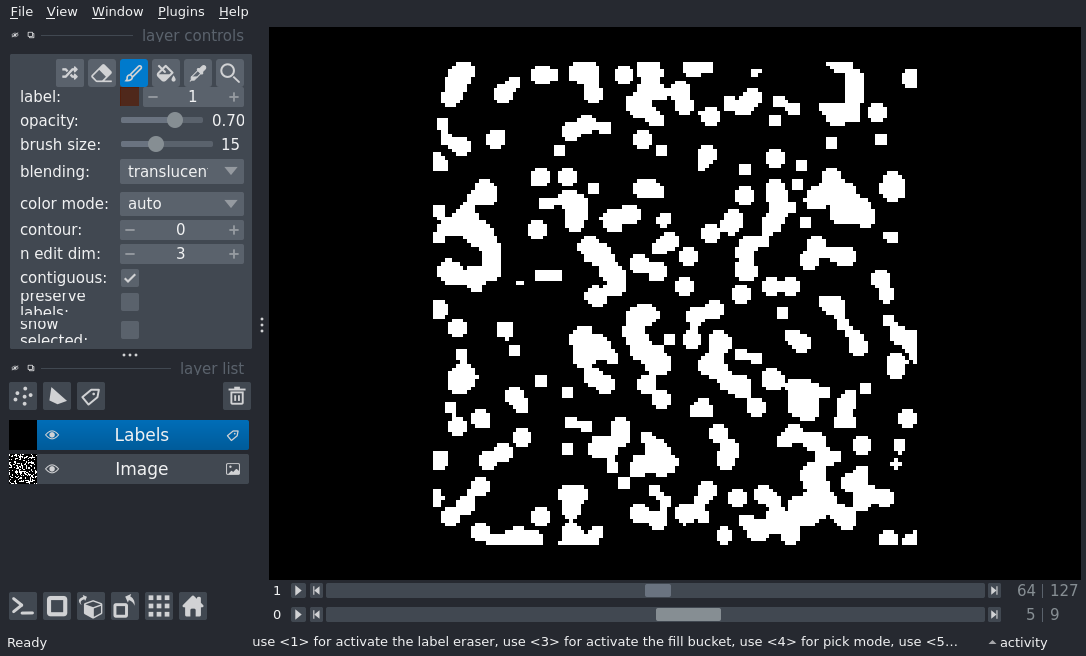 File View Window Plugins Help
layer controls
label: 1
opacity: 0.70
brush size: 15
blending: translucen
color mode: auto
contour: 0
n edit dim: 3
contiguous:
preserve
labels:
show
selected:
layer list
Labels
Image
1 64 127
0 5 9
Ready use <1> for activate the label eraser, use <3> for activate the fill bucket, use <4> for pick mode, use <5... activity